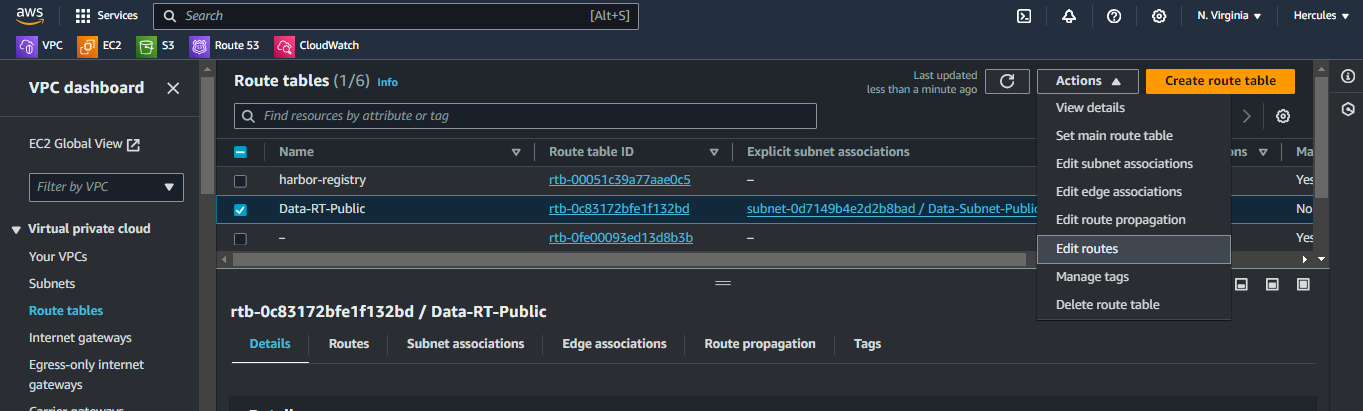 aws Services Search [Alt+S] N. Virginia Hercules
VPC EC2 S3 Route 53 CloudWatch
VPC dashboard
EC2 Global View
Filter by VPC
Virtual private cloud
Your VPCs
Subnets
Route tables
Internet gateways
Egress-only internet
gateways
Route tables (1/6) Info
Last updated
less than a minute ago
Actions
Create route table
Find resources by attribute or tag
Name Route table ID Explicit subnet associations
harbor-registry rtb-00051c39a77aae0c5 – Yes
Data-RT-Public rtb-0c83172bfe1f132bd subnet-0d7149b4e2d2b8bad / Data-Subnet-Public No
– rtb-0fe00093ed13d8b3b – Yes
View details
Set main route table
Edit subnet associations
Edit edge associations
Edit route propagation
Edit routes
Manage tags
Delete route table
rtb-0c83172bfe1f132bd / Data-RT-Public
Details Routes Subnet associations Edge associations Route propagation Tags